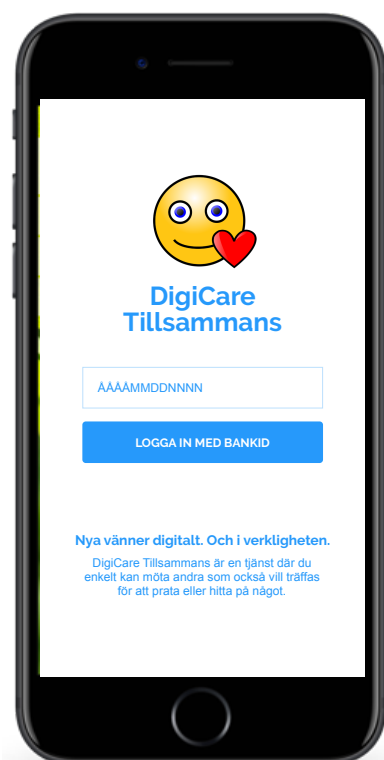 DigiCare
Tillsammans
ÅÅÅÅMMDDNNNN
LOGGA IN MED BANKID
Nya vänner digitalt. Och i verkligheten.
DigiCare Tillsammans är en tjänst där du
enkelt kan möta andra som också vill träffas
för att prata eller hitta på något.